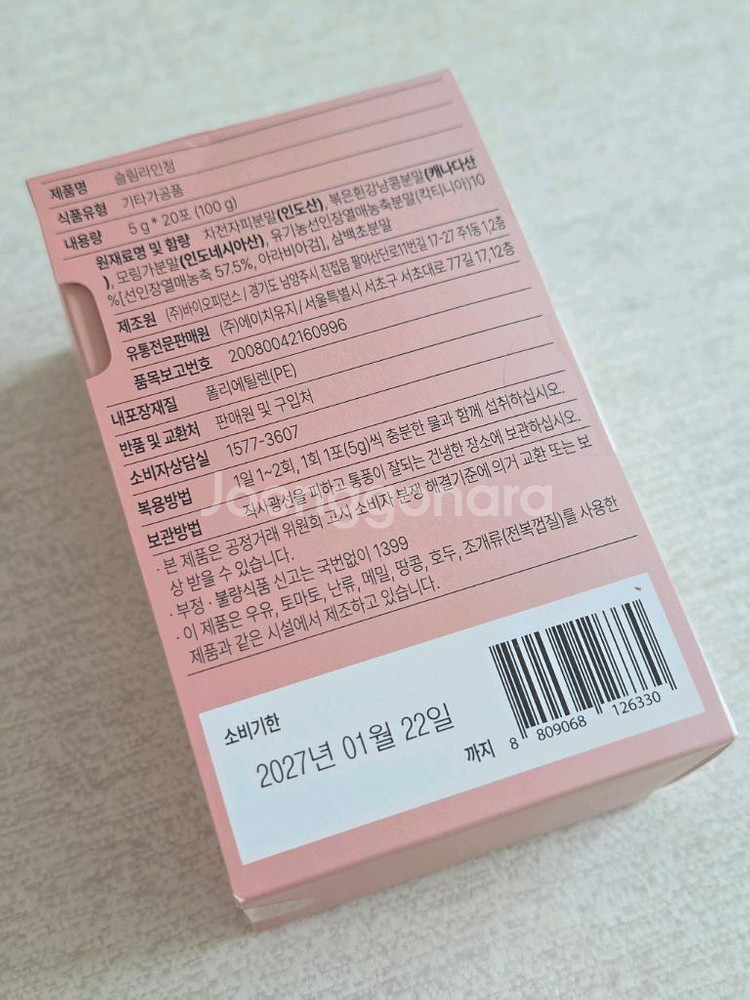 제품명 슬림라인정
식품유형 기타가공품
내용량 5 g * 20포 (100 g)
원재료명 및 함량 차전자피분말(인도산), 볶은흰강낭콩분말(캐나다산
), 모링가분말(인도네시아산), 유기농선인장열매농축분말(칵티니아)10
%[선인장열매농축 57.5%, 아라비아검], 삼백초분말
제조원 (주)바이오피던스 / 경기도 남양주시 진접읍 팔야산단로11번길 17-27 주동 1,2층
유통전문판매원 (주)에이치유지 / 서울특별시 서초구 서초대로 77길 17, 12층
품목보고번호 20080042160996
내포장재질 폴리에틸렌(PE)
반품 및 교환처 판매원 및 구입처
소비자상담실 1577-3607
복용방법 1일 1~2회, 1회 1포(5g)씩 충분한 물과 함께 섭취하십시오.
보관방법 직사광선을 피하고 통풍이 잘되는 건냉한 장소에 보관하십시오.
· 본 제품은 공정거래 위원회 고시 소비자 분쟁 해결기준에 의거 교환 또는 보
상 받을 수 있습니다.
· 부정 · 불량식품 신고는 국번없이 1399
· 이 제품은 우유, 토마토, 난류, 메밀, 땅콩, 호두, 조개류(전복껍질)를 사용한
제품과 같은 시설에서 제조하고 있습니다.
Joonggonara
소비기한
2027년 01월 22일 까지
8 809068 126330